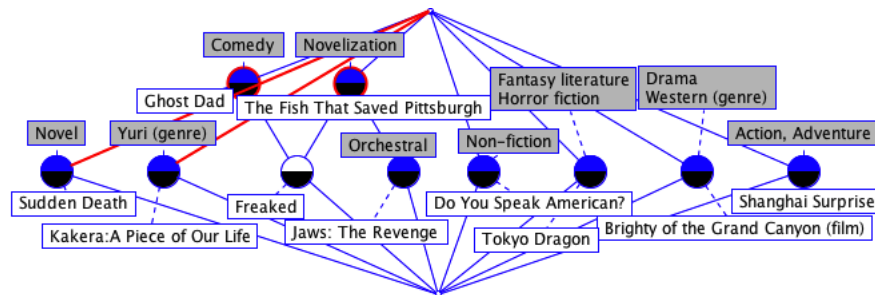 Comedy
Novelization
Fantasy literature
Horror fiction
Drama
Western (genre)
Ghost Dad
The Fish That Saved Pittsburgh
Novel
Yuri (genre)
Orchestral
Non-fiction
Action, Adventure
Sudden Death
Freaked
Do You Speak American?
Shanghai Surprise
Kakera:A Piece of Our Life
Jaws: The Revenge
Tokyo Dragon
Brighty of the Grand Canyon (film)